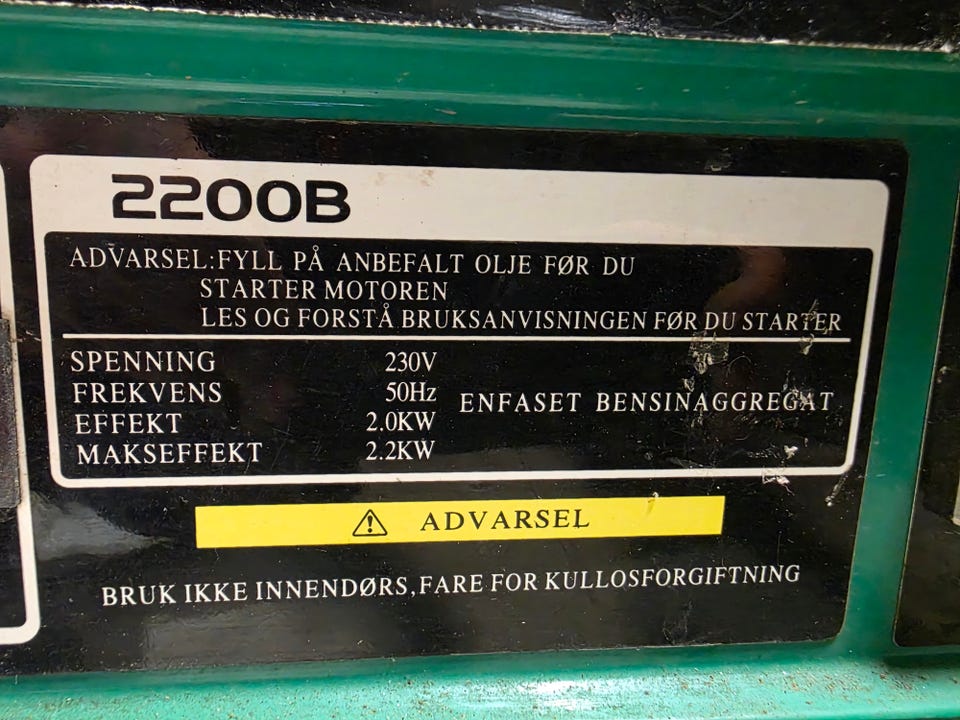 2200B
ADVARSEL:FYLL PÅ ANBEFALT OLJE FØR DU
STARTER MOTOREN
LES OG FORSTÅ BRUKSANVISNINGEN FØR DU STARTER
SPENNING 230V
FREKVENS 50Hz
EFFEKT 2.0KW
MAKSEFFEKT 2.2KW
ENFASET BENSINAGGREGAT
ADVARSEL
BRUK IKKE INNENDØRS,FARE FOR KULLOSFORGIFTNING